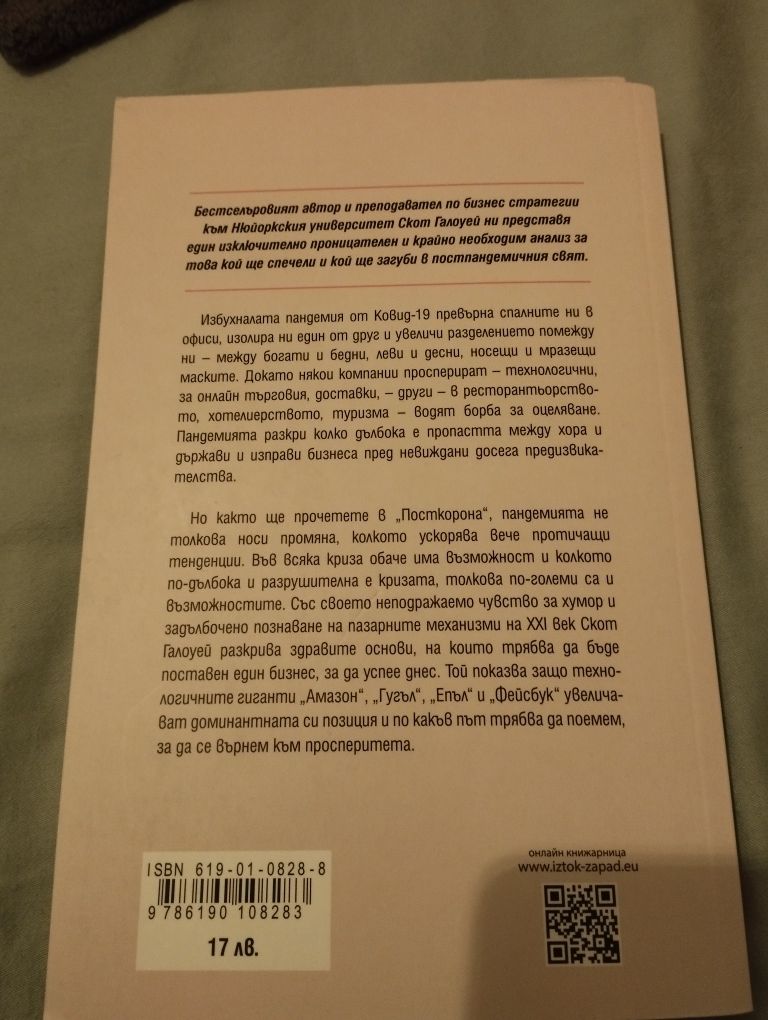 Бестселъровият автор и преподавател по бизнес стратегии
към Нюйоркския университет Скот Галоуей ни представя
един изключително проницателен и крайно необходим анализ за
това кой ще спечели и кой ще загуби в постпандемичния свят.
Избухналата пандемия от Ковид-19 превърна спалните ни в
офиси, изолира ни един от друг и увеличи разделението помежду
ни – между богати и бедни, леви и десни, носещи и мразещи
маските. Докато някои компании просперират – технологични,
за онлайн търговия, доставки, – други – в ресторантьорство-
то, хотелиерството, туризма – водят борба за оцеляване.
Пандемията разкри колко дълбока е пропастта между хора и
държави и изправи бизнеса пред невиждани досега предизвика-
телства.
Но както ще прочетете в „Посткорона“, пандемията не
толкова носи промяна, колкото ускорява вече протичащи
тенденции. Във всяка криза обаче има възможност и колкото
по-дълбока и разрушителна е кризата, толкова по-големи са и
възможностите. Със своето неподражаемо чувство за хумор и
задълбочено познаване на пазарните механизми на XXI век Скот
Галоуей разкрива здравите основи, на които трябва да бъде
поставен един бизнес, за да успее днес. Той показва защо техно-
логичните гиганти „Амазон“, „Гугъл“, „Епъл“ и „Фейсбук“ увелича-
ват доминантната си позиция и по какъв път трябва да поемем,
за да се върнем към просперитета.
ISBN 619-01-0828-8
9 786190 108283
17 лв.
онлайн книжарница
www.iztok-zapad.eu